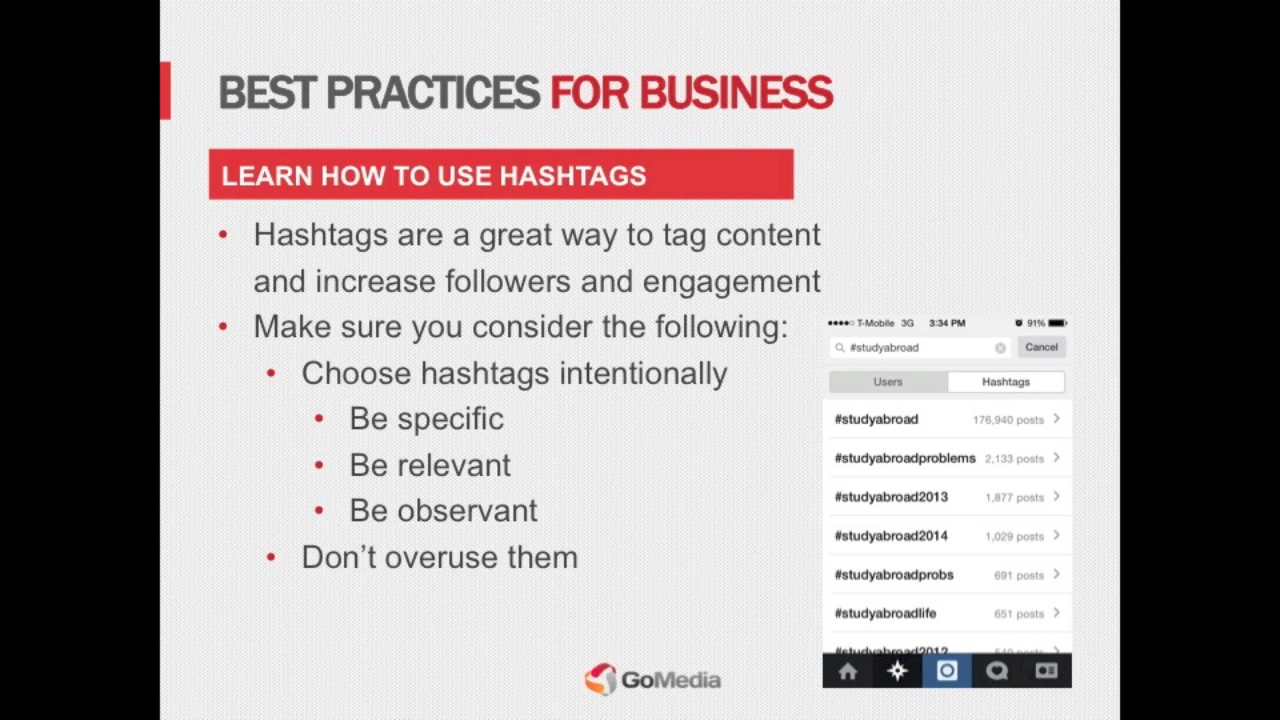 BEST PRACTICES FOR BUSINESS
LEARN HOW TO USE HASHTAGS
• Hashtags are a great way to tag content
and increase followers and engagement
• Make sure you consider the following:
• Choose hashtags intentionally
• Be specific
• Be relevant
• Be observant
• Don’t overuse them
T-Mobile 3G 3:34 PM 91%
#studyabroad Cancel
Users Hashtags
#studyabroad 176,940 posts
#studyabroadproblems 2,133 posts
#studyabroad2013 1,877 posts
#studyabroad2014 1,029 posts
#studyabroadprobs 691 posts
#studyabroadlife 651 posts
#studyabroad2012 posts
GoMedia